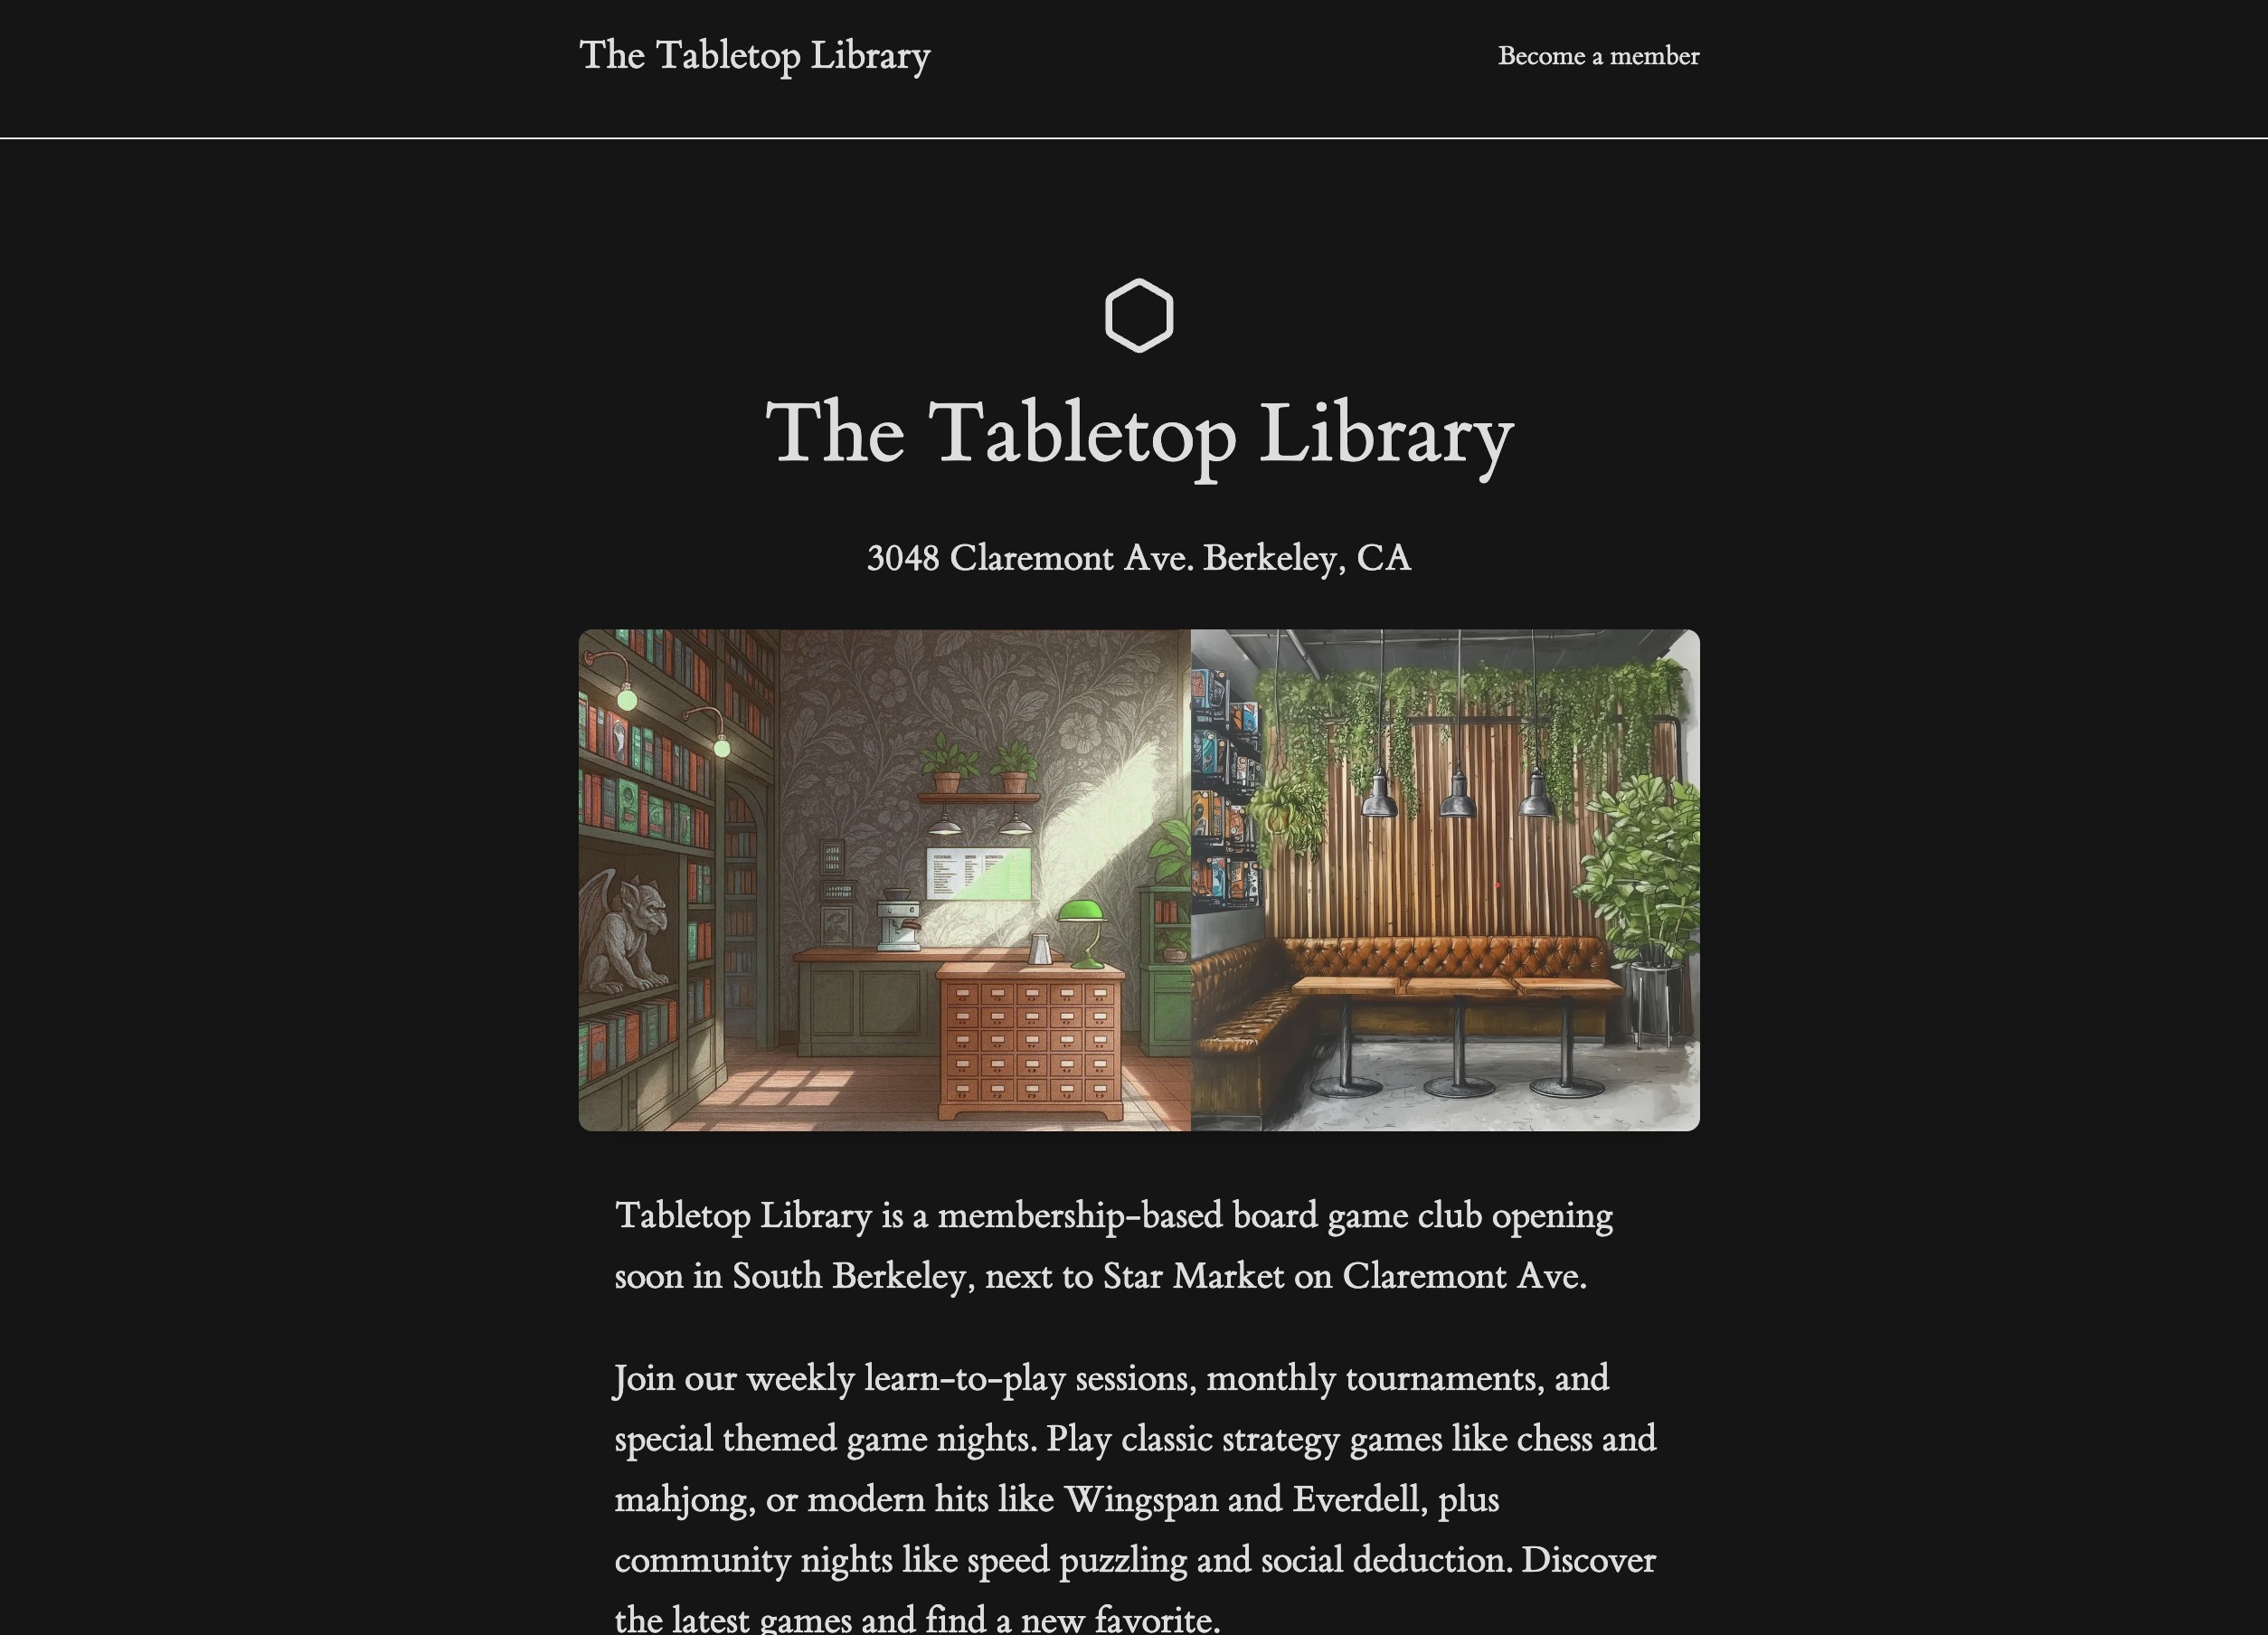 The Tabletop Library
Become a member
The Tabletop Library
3048 Claremont Ave. Berkeley, CA
Tabletop Library is a membership-based board game club opening
soon in South Berkeley, next to Star Market on Claremont Ave.
Join our weekly learn-to-play sessions, monthly tournaments, and
special themed game nights. Play classic strategy games like chess and
mahjong, or modern hits like Wingspan and Everdell, plus
community nights like speed puzzling and social deduction. Discover
the latest games and find a new favorite.